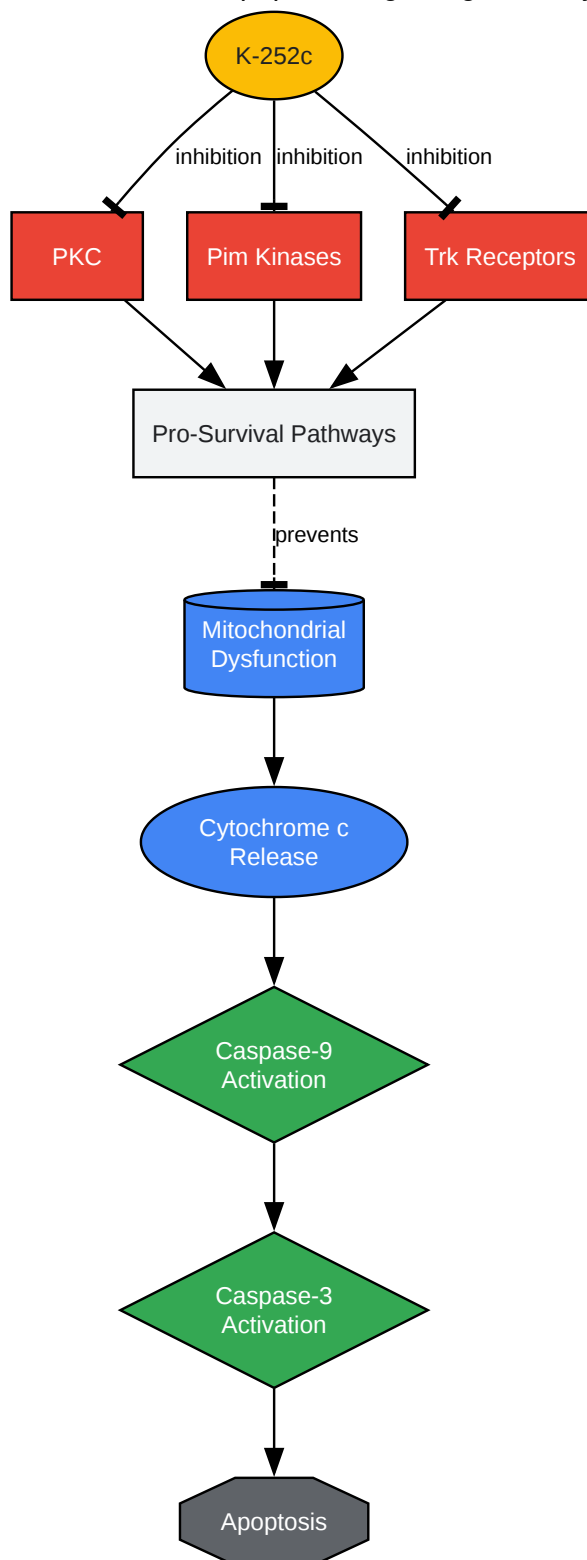 K-252c
inhibition
inhibition
inhibition
PKC
Pim Kinases
Trk Receptors
Pro-Survival Pathways
prevents
Mitochondrial
Dysfunction
Cytochrome c
Release
Caspase-9
Activation
Caspase-3
Activation
Apoptosis